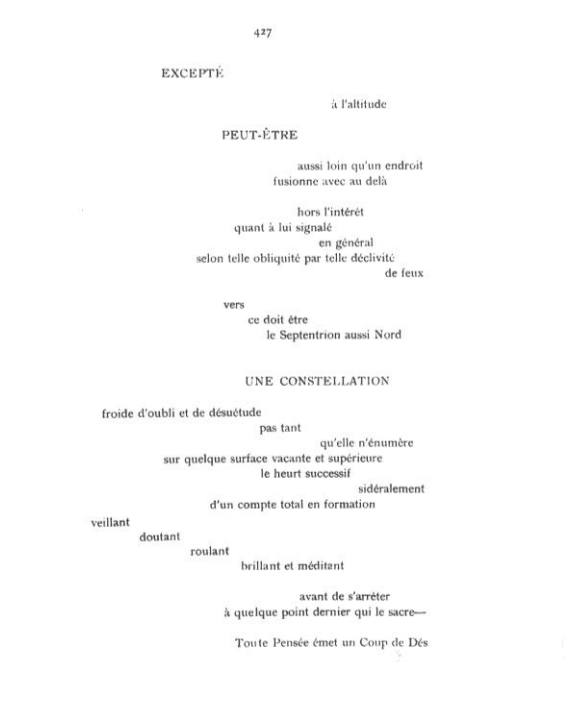 427
EXCEPTÉ
à l'altitude
PEUT-ÊTRE
aussi loin qu'un endroit
fusionne avec au delà
hors l'intérêt
quant à lui signalé
en général
selon telle obliquité par telle déclivité
de feux
vers
ce doit être
le Septentrion aussi Nord
UNE CONSTELLATION
froide d'oubli et de désuétude
pas tant
qu'elle n'énumère
sur quelque surface vacante et supérieure
le heurt successif
sidéralement
d'un compte total en formation
veillant
doutant
roulant
brillant et méditant
avant de s'arrêter
à quelque point dernier qui le sacre—
Toute Pensée émet un Coup de Dés